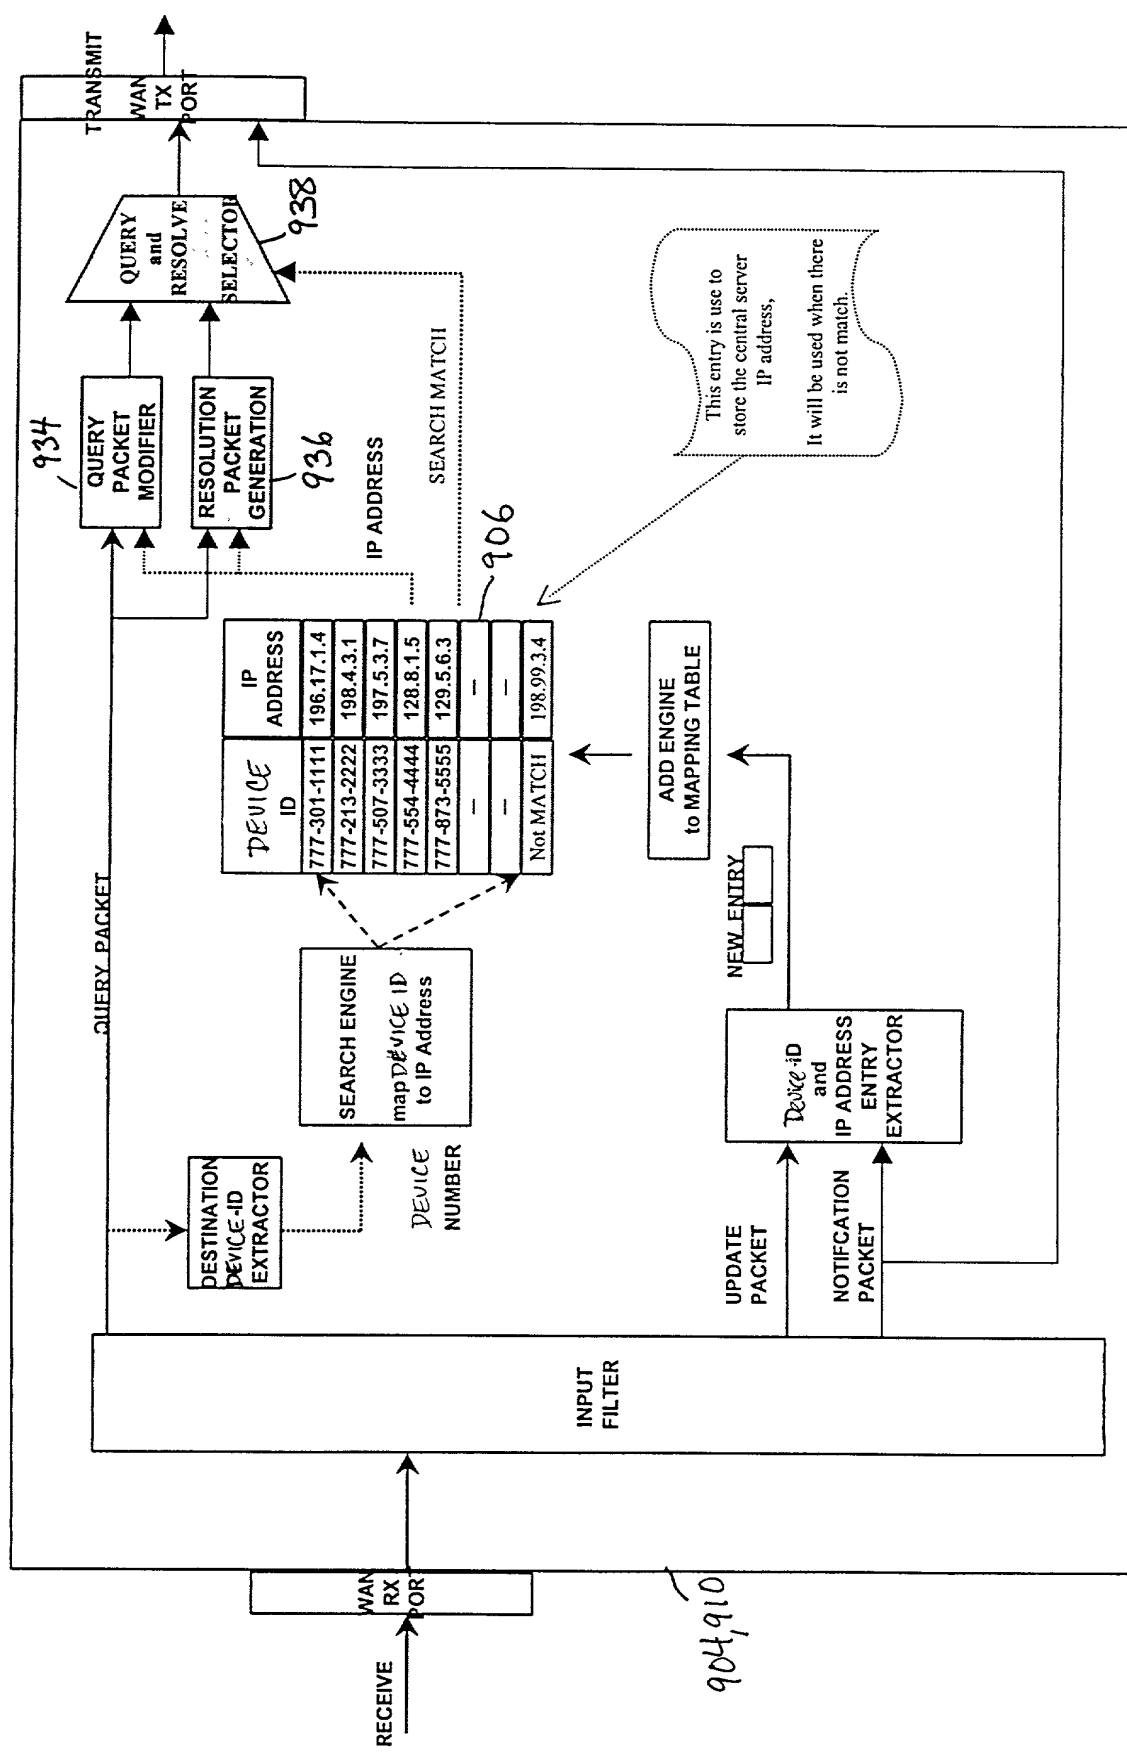 RECEIVE
WAN
RX
PORT
904,910
INPUT
FILTER
QUERY PACKET
DESTINATION
DEVICE-ID
EXTRACTOR
DEVICE
NUMBER
SEARCH ENGINE
map DEVICE ID
to IP Address
DEVICE
ID
IP
ADDRESS
777-301-1111 196.17.1.4
777-213-2222 198.4.3.1
777-507-3333 197.5.3.7
777-554-4444 128.8.1.5
777-873-5555 129.5.6.3
– –
– –
Not MATCH 198.99.3.4
906
IP ADDRESS
SEARCH MATCH
934
QUERY
PACKET
MODIFIER
RESOLUTION
PACKET
GENERATION
936
QUERY
and
RESOLVE
SELECTOR
938
TRANSMIT
WAN
TX
PORT
UPDATE
PACKET
NOTIFCATION
PACKET
Device-iD
and
IP ADDRESS
ENTRY
EXTRACTOR
NEW ENTRY
ADD ENGINE
to MAPPING TABLE
This entry is use to
store the central server
IP address,
It will be used when there
is not match.